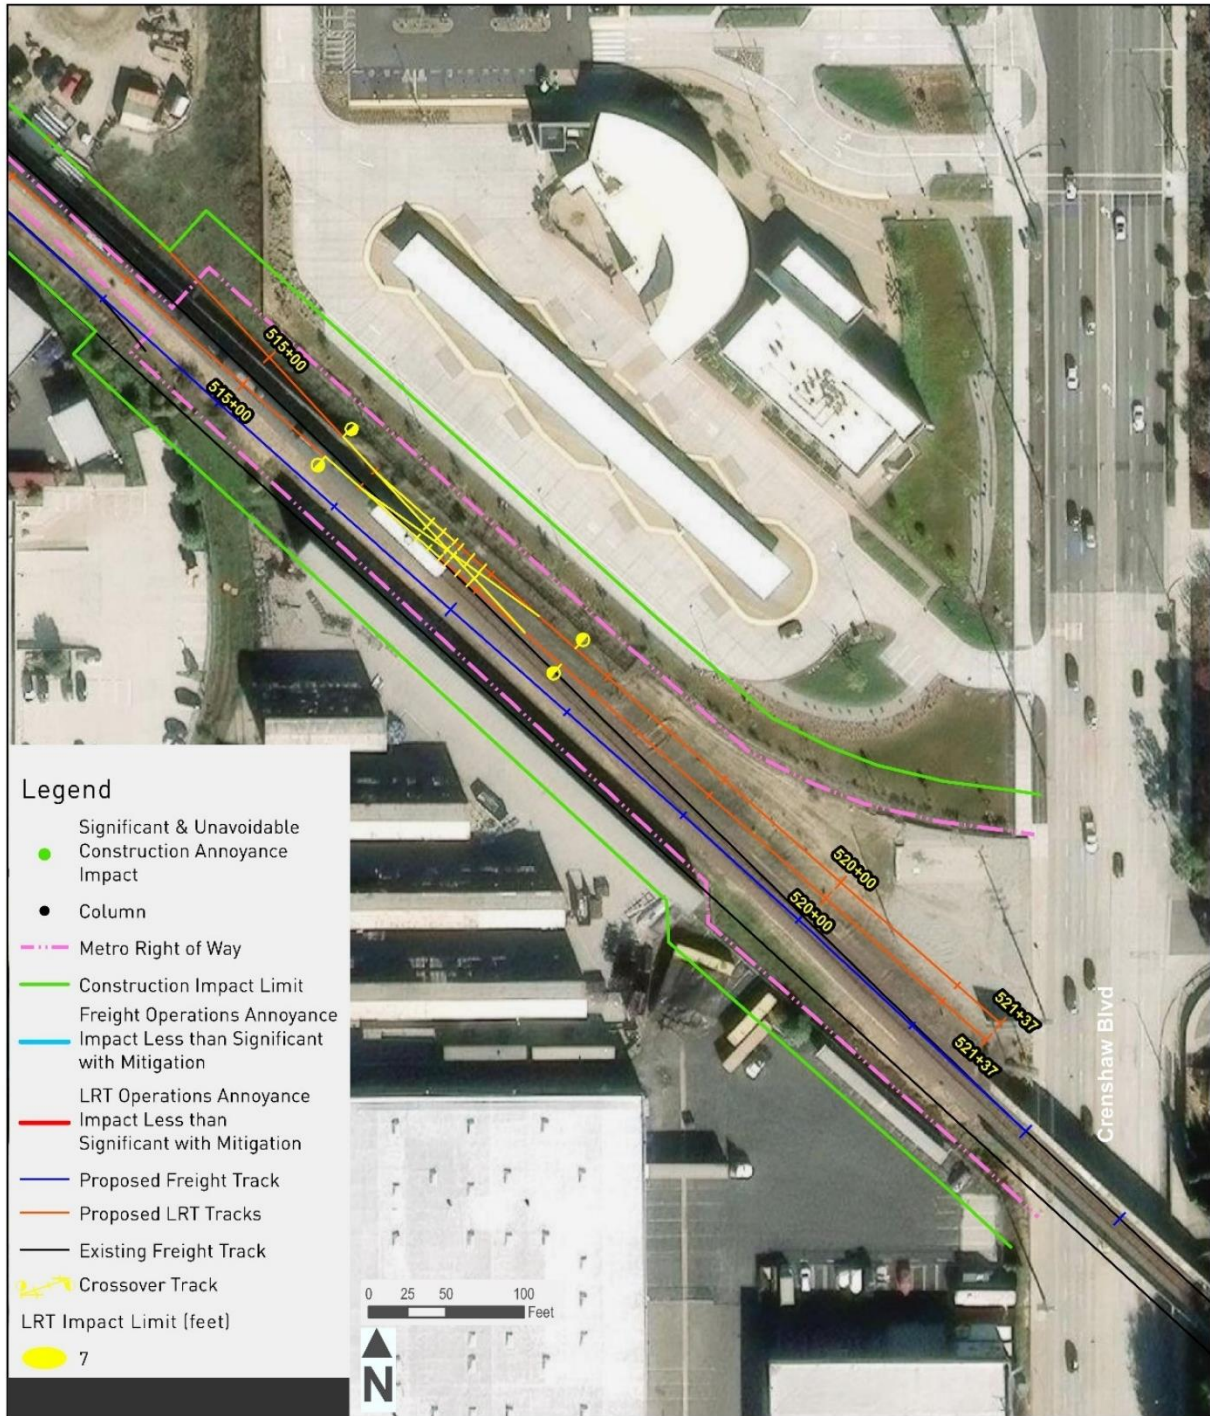 515+00
515+00
520+00
520+00
521+37
521+37
Crenshaw Blvd
Legend
Significant & Unavoidable
Construction Annoyance
Impact
Column
Metro Right of Way
Construction Impact Limit
Freight Operations Annoyance
Impact Less than Significant
with Mitigation
LRT Operations Annoyance
Impact Less than
Significant with Mitigation
Proposed Freight Track
Proposed LRT Tracks
Existing Freight Track
Crossover Track
LRT Impact Limit (feet)
7
0 25 50 100
Feet
N